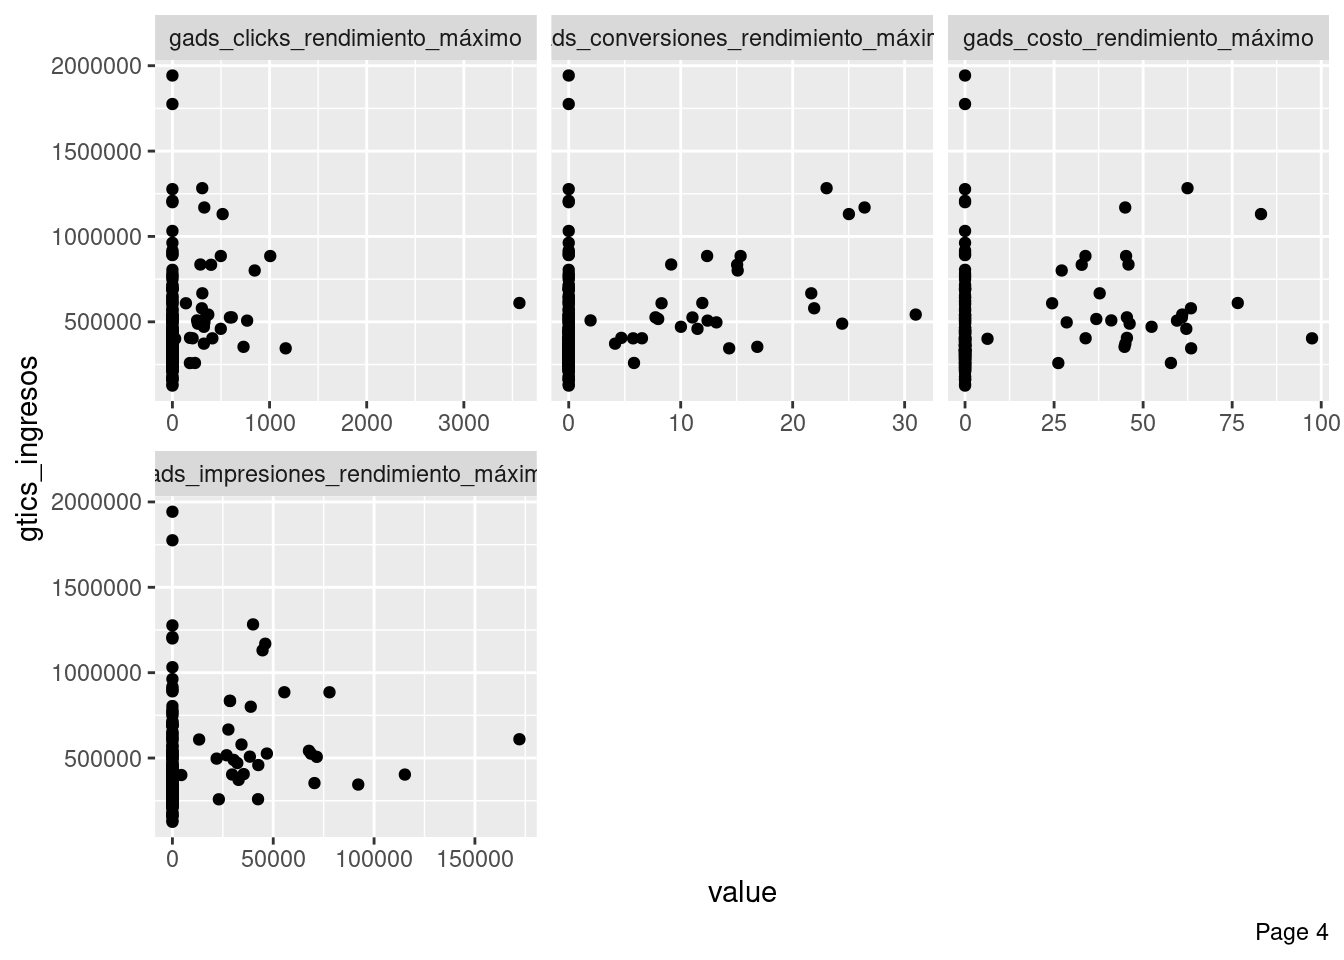 gads_clicks_rendimiento_máximo
ds_conversiones_rendimiento_máxin
gads_costo_rendimiento_máximo
2000000
1500000
1000000
500000
0 1000 2000 3000
0 10 20 30
0 25 50 75 100
ads_impresiones_rendimiento_máxim
2000000
1500000
1000000
500000
0 50000 100000 150000
gtics_ingresos
value
Page 4